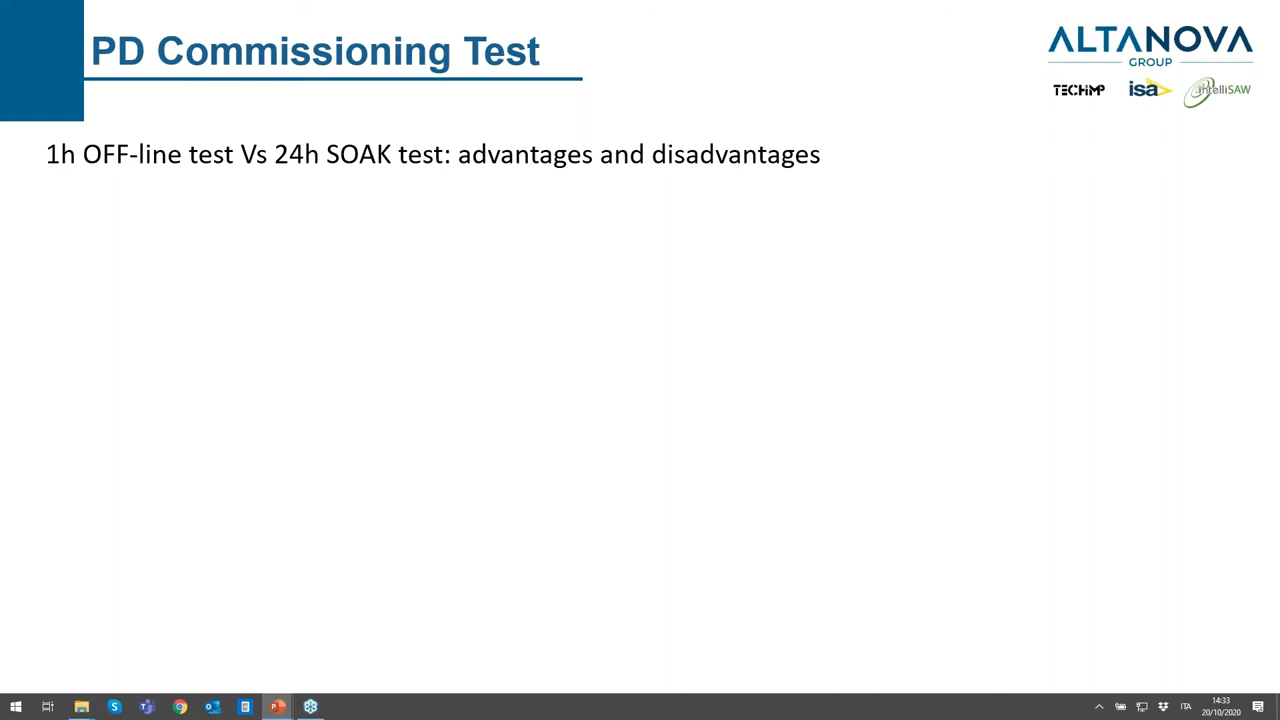 PD Commissioning Test
ALTANOVA
GROUP
TECHIMP
isa
intelliSAW
1h OFF-line test Vs 24h SOAK test: advantages and disadvantages
ITA
14:33
20/10/2020